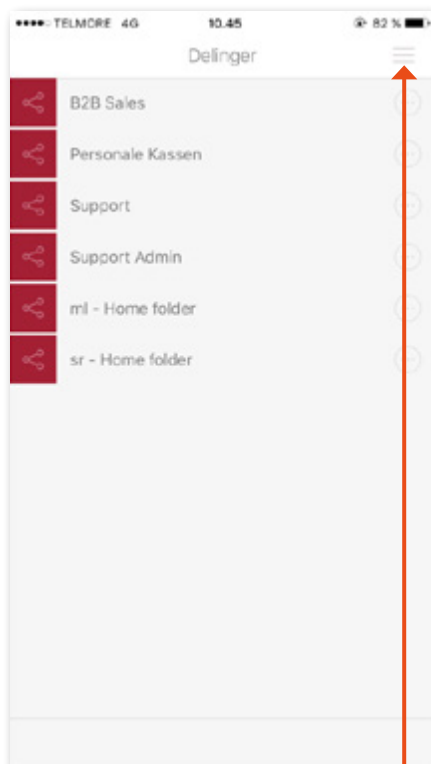 TELMORE 4G 10.45 82 %
Delinger
B2B Sales
Personale Kassen
Support
Support Admin
ml - Home folder
sr - Home folder